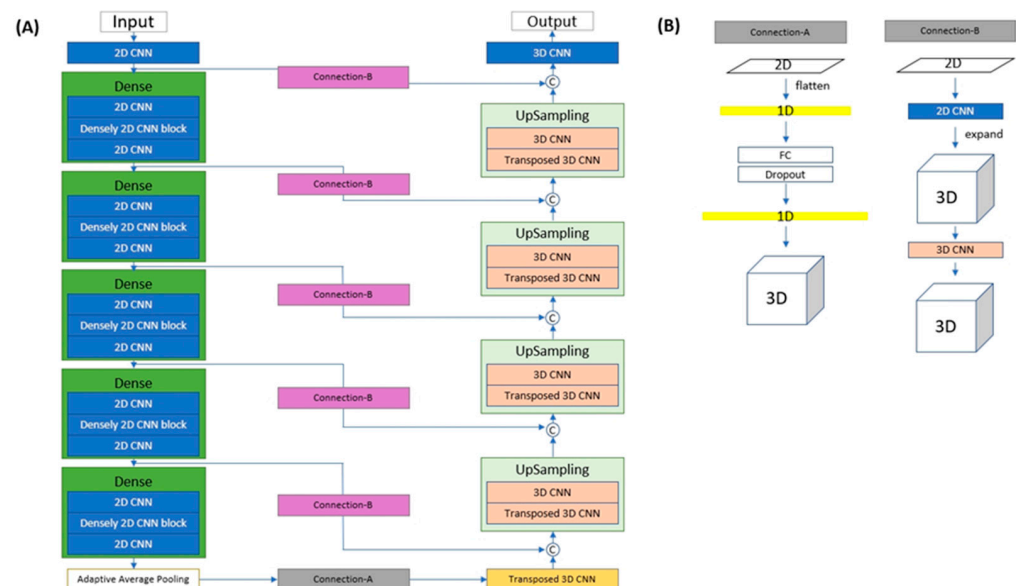 (A)
Input
2D CNN
Dense
2D CNN
Densely 2D CNN block
2D CNN
Dense
2D CNN
Densely 2D CNN block
2D CNN
Dense
2D CNN
Densely 2D CNN block
2D CNN
Dense
2D CNN
Densely 2D CNN block
2D CNN
Dense
2D CNN
Densely 2D CNN block
2D CNN
Adaptive Average Pooling
Connection-B
Connection-B
Connection-B
Connection-B
Connection-B
Connection-A
Output
3D CNN
C
UpSampling
3D CNN
Transposed 3D CNN
C
UpSampling
3D CNN
Transposed 3D CNN
C
UpSampling
3D CNN
Transposed 3D CNN
C
UpSampling
3D CNN
Transposed 3D CNN
C
Transposed 3D CNN
(B)
Connection-A
2D
flatten
1D
FC
Dropout
1D
3D
Connection-B
2D
2D CNN
expand
3D
3D CNN
3D